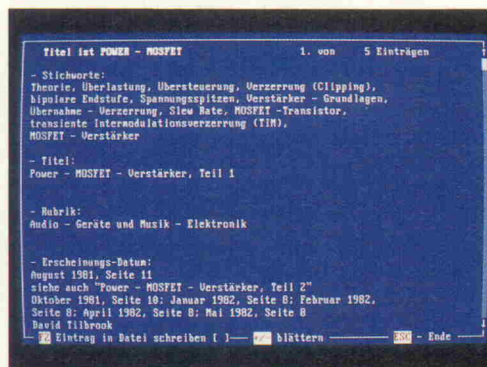 Titel ist POWER - MOSFET 1. von 5 Einträgen
- Stichworte:
Theorie, Überlastung, Übersteuerung, Verzerrung (Clipping),
bipolare Endstufe, Spannungsspitzen, Verstärker - Grundlagen,
Übernahme - Verzerrung, Slew Rate, MOSFET -Transistor,
transiente Intermodulationsverzerrung (TIM),
MOSFET - Verstärker
- Titel:
Power - MOSFET - Verstärker, Teil 1
- Rubrik:
Audio - Geräte und Musik - Elektronik
- Erscheinungs-Datum:
August 1981, Seite 11
siehe auch "Power - MOSFET - Verstärker, Teil 2"
Oktober 1981, Seite 10; Januar 1982, Seite 8; Februar 1982,
Seite 8; April 1982, Seite 8; Mai 1982, Seite 8
David Tilbrook
F2 Eintrag in Datei schreiben [ ] blättern ESC - Ende